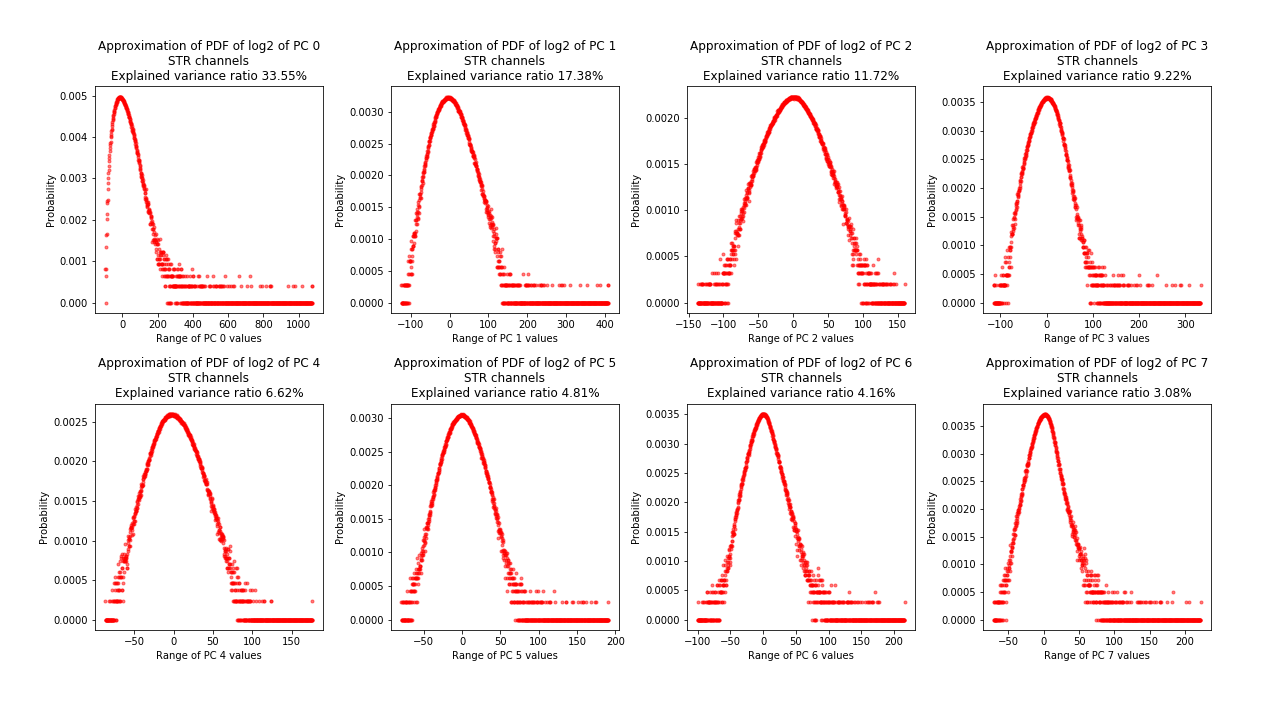 Approximation of PDF of log2 of PC 0
STR channels
Explained variance ratio 33.55%
0.005
0.004
0.003
0.002
0.001
0.000
Probability
0 200 400 600 800 1000
Range of PC 0 values
Approximation of PDF of log2 of PC 1
STR channels
Explained variance ratio 17.38%
0.0030
0.0025
0.0020
0.0015
0.0010
0.0005
0.0000
Probability
−100 0 100 200 300 400
Range of PC 1 values
Approximation of PDF of log2 of PC 2
STR channels
Explained variance ratio 11.72%
0.0020
0.0015
0.0010
0.0005
0.0000
Probability
−150 −100 −50 0 50 100 150
Range of PC 2 values
Approximation of PDF of log2 of PC 3
STR channels
Explained variance ratio 9.22%
0.0035
0.0030
0.0025
0.0020
0.0015
0.0010
0.0005
0.0000
Probability
−100 0 100 200 300
Range of PC 3 values
Approximation of PDF of log2 of PC 4
STR channels
Explained variance ratio 6.62%
0.0025
0.0020
0.0015
0.0010
0.0005
0.0000
Probability
−50 0 50 100 150
Range of PC 4 values
Approximation of PDF of log2 of PC 5
STR channels
Explained variance ratio 4.81%
0.0030
0.0025
0.0020
0.0015
0.0010
0.0005
0.0000
Probability
−50 0 50 100 150 200
Range of PC 5 values
Approximation of PDF of log2 of PC 6
STR channels
Explained variance ratio 4.16%
0.0035
0.0030
0.0025
0.0020
0.0015
0.0010
0.0005
0.0000
Probability
−100 −50 0 50 100 150 200
Range of PC 6 values
Approximation of PDF of log2 of PC 7
STR channels
Explained variance ratio 3.08%
0.0035
0.0030
0.0025
0.0020
0.0015
0.0010
0.0005
0.0000
Probability
−50 0 50 100 150 200
Range of PC 7 values